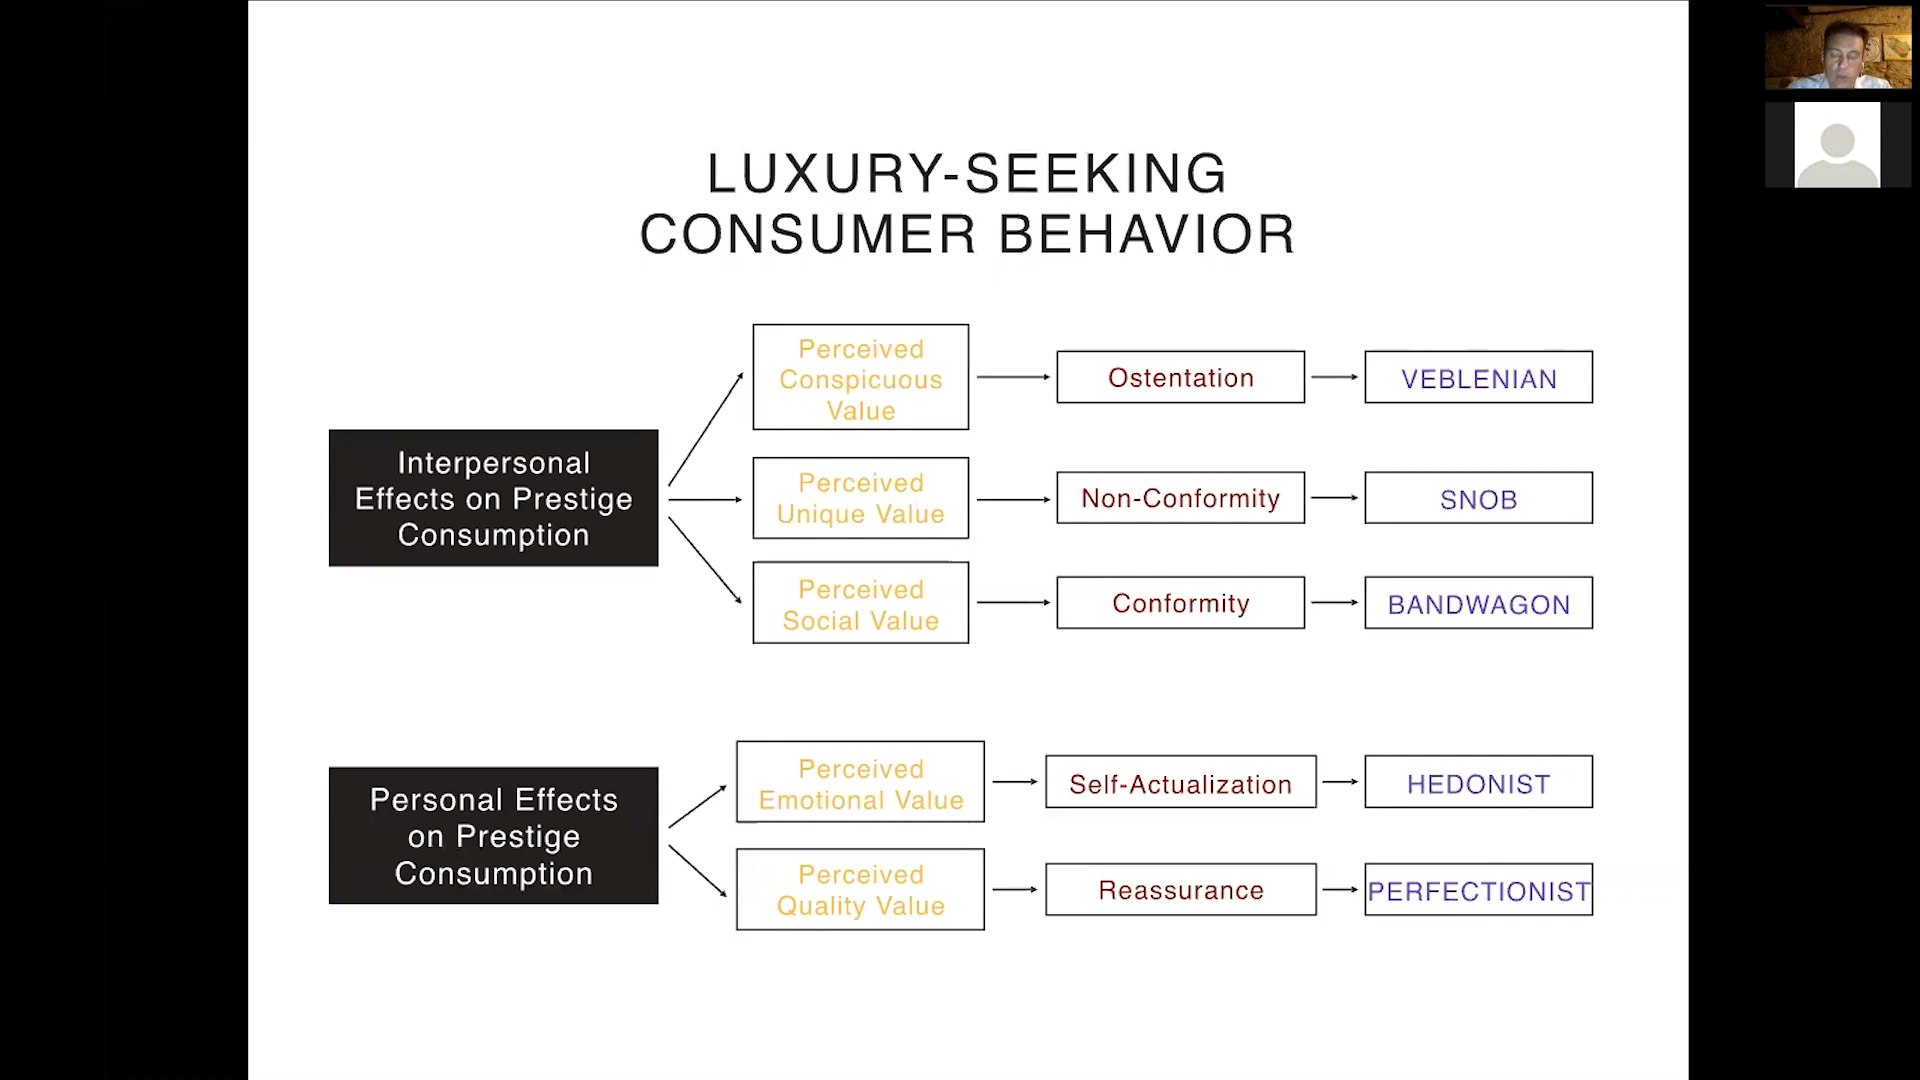 LUXURY-SEEKING
CONSUMER BEHAVIOR
Interpersonal
Effects on Prestige
Consumption
Perceived
Conspicuous
Value
Ostentation
VEBLENIAN
Perceived
Unique Value
Non-Conformity
SNOB
Perceived
Social Value
Conformity
BANDWAGON
Personal Effects
on Prestige
Consumption
Perceived
Emotional Value
Self-Actualization
HEDONIST
Perceived
Quality Value
Reassurance
PERFECTIONIST